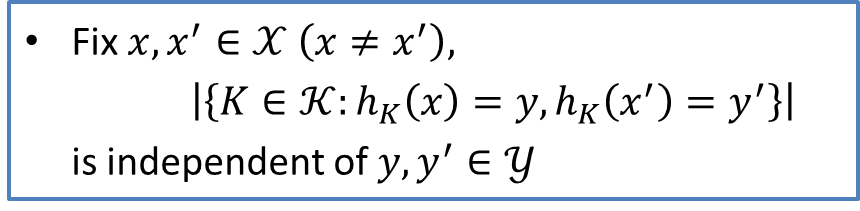 • Fix 𝑥, 𝑥′ ∈ 𝒳 (𝑥 ≠ 𝑥′),
|{𝐾 ∈ 𝒦: ℎ_𝐾(𝑥) = 𝑦, ℎ_𝐾(𝑥′) = 𝑦′}|
is independent of 𝑦, 𝑦′ ∈ 𝒴